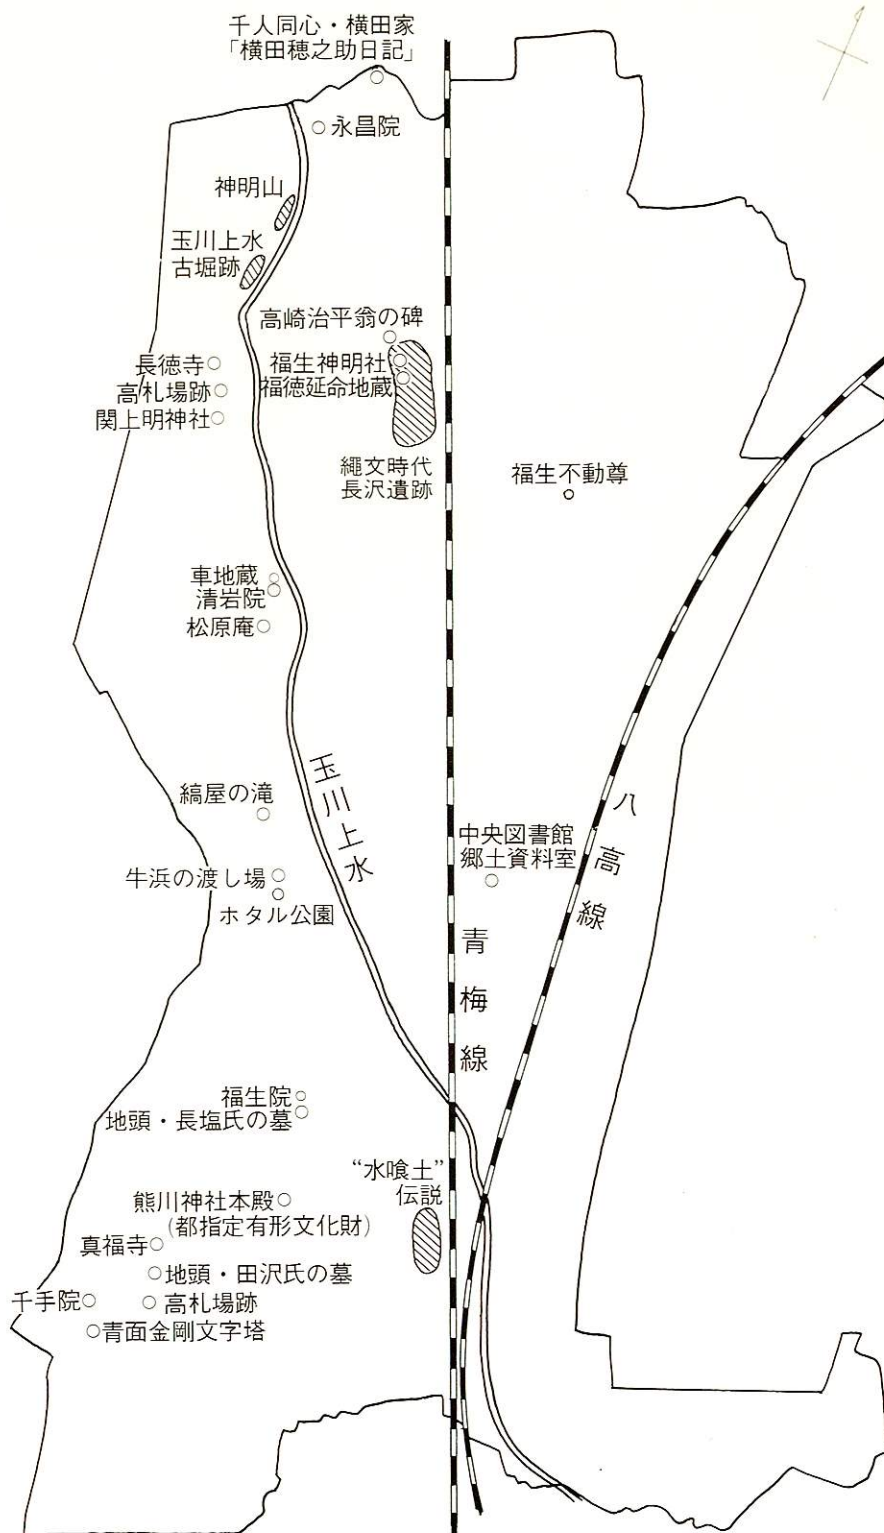 千人同心・横田家
「横田穂之助日記」
永昌院
神明山
玉川上水
古堀跡
高崎治平翁の碑
福生神明社
福徳延命地蔵
長徳寺
高札場跡
関上明神社
縄文時代
長沢遺跡
福生不動尊
車地蔵
清岩院
松原庵
玉川上水
縞屋の滝
八高線
中央図書館
郷土資料室
牛浜の渡し場
ホタル公園
青梅線
福生院
地頭・長塩氏の墓
“水喰土”
伝説
熊川神社本殿
(都指定有形文化財)
真福寺
地頭・田沢氏の墓
千手院
高札場跡
青面金剛文字塔